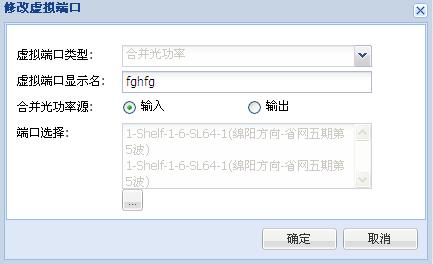 修改虚拟端口
虚拟端口类型: 合并光功率
虚拟端口显示名: fghfg
合并光功率源: 输入 输出
端口选择: 1-Shelf-1-6-SL64-1(綿阳方向-省网五期第
5波)
1-Shelf-1-6-SL64-1(綿阳方向-省网五期第
5波)
...
确定 取消